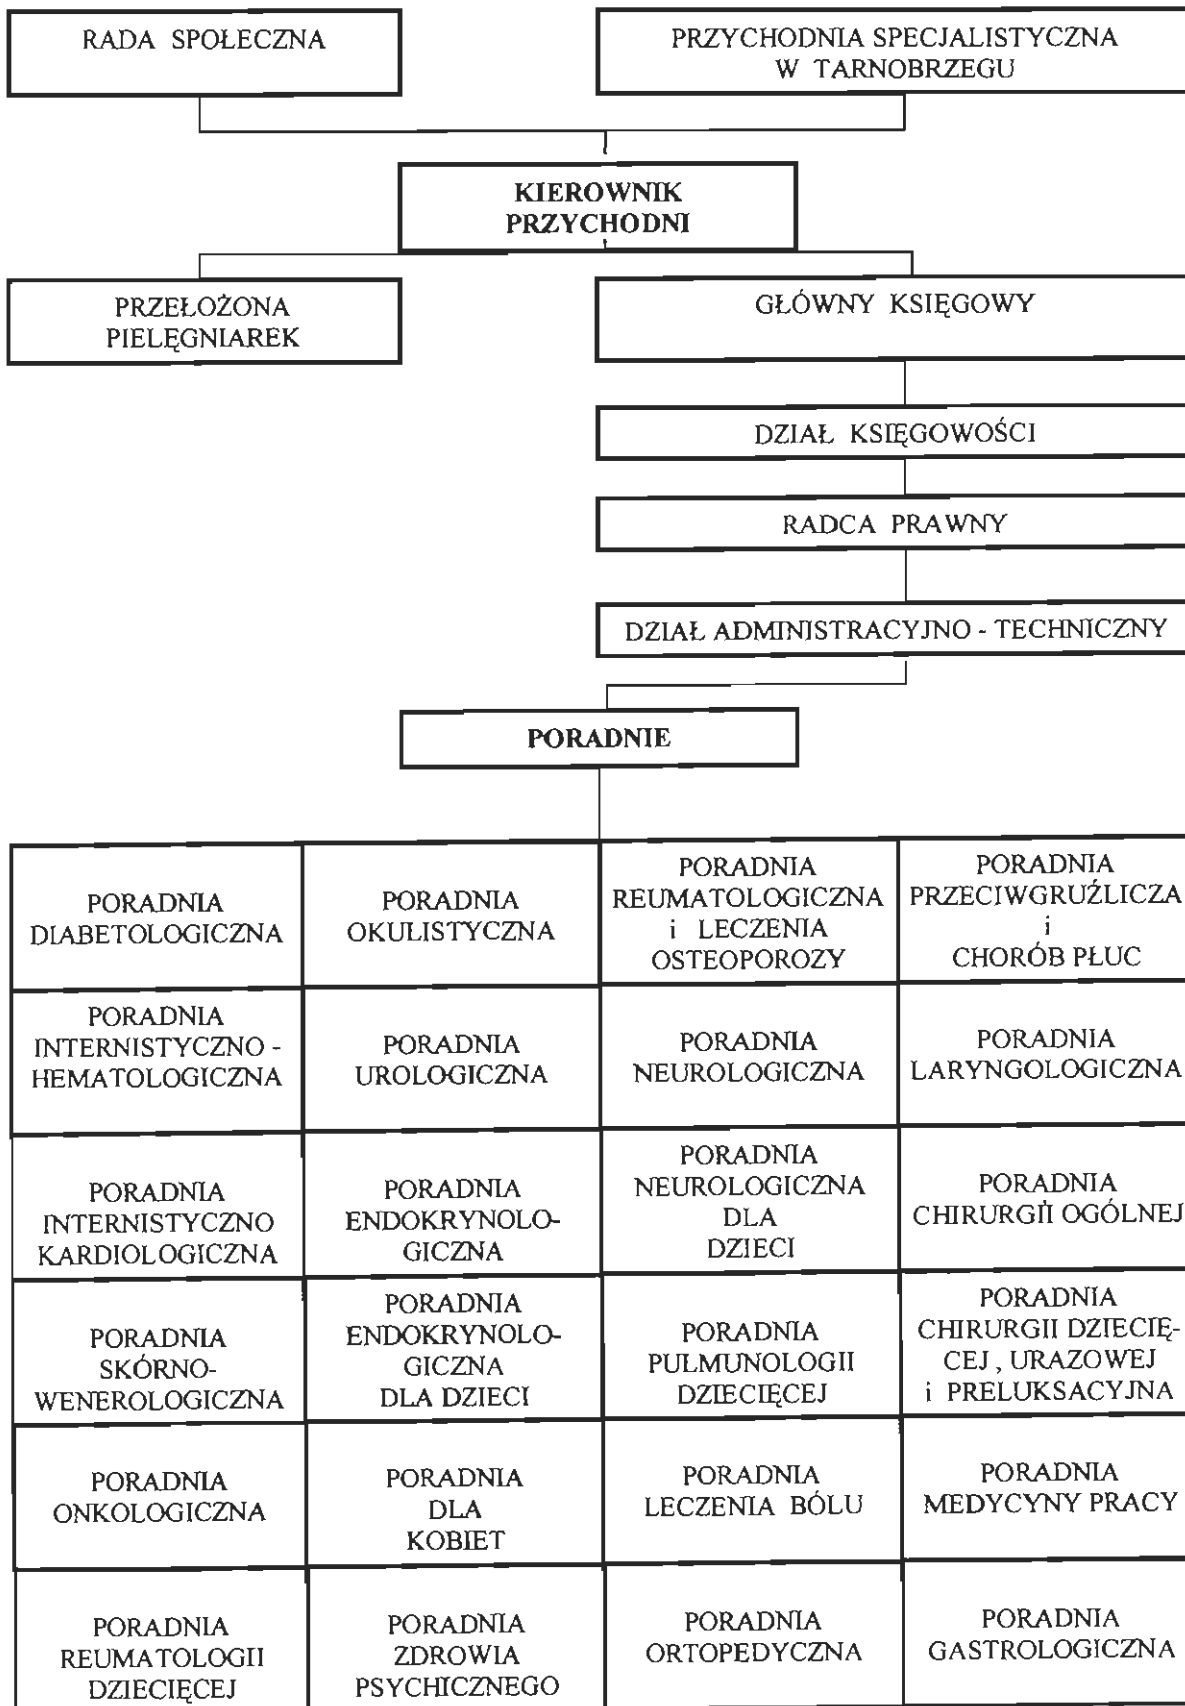 RADA SPOŁECZNA
PRZYCHODNIA SPECJALISTYCZNA
W TARNOBRZEGU
KIEROWNIK
PRZYCHODNI
PRZEŁOŻONA
PIELĘGNIAREK
GŁÓWNY KSIĘGOWY
DZIAŁ KSIĘGOWOŚCI
RADCA PRAWNY
DZIAŁ ADMINISTRACYJNO - TECHNICZNY
PORADNIE
PORADNIA
DIABETOLOGICZNA
PORADNIA
OKULISTYCZNA
PORADNIA
REUMATOLOGICZNA
i LECZENIA
OSTEOPOROZY
PORADNIA
PRZECIWGRUŹLICZA
i
CHORÓB PŁUC
PORADNIA
INTERNISTYCZNO -
HEMATOLOGICZNA
PORADNIA
UROLOGICZNA
PORADNIA
NEUROLOGICZNA
PORADNIA
LARYNGOLOGICZNA
PORADNIA
INTERNISTYCZNO
KARDIOLOGICZNA
PORADNIA
ENDOKRYNOLO-
GICZNA
PORADNIA
NEUROLOGICZNA
DLA
DZIECI
PORADNIA
CHIRURGII OGÓLNEJ
PORADNIA
SKÓRNO-
WENEROLOGICZNA
PORADNIA
ENDOKRYNOLO-
GICZNA
DLA DZIECI
PORADNIA
PULMUNOLOGII
DZIECIĘCEJ
PORADNIA
CHIRURGII DZIECIĘ-
CEJ , URAZOWEJ
i PRELUKSACYJNA
PORADNIA
ONKOLOGICZNA
PORADNIA
DLA
KOBIET
PORADNIA
LECZENIA BÓLU
PORADNIA
MEDYCYNY PRACY
PORADNIA
REUMATOLOGII
DZIECIĘCEJ
PORADNIA
ZDROWIA
PSYCHICZNEGO
PORADNIA
ORTOPEDYCZNA
PORADNIA
GASTROLOGICZNA